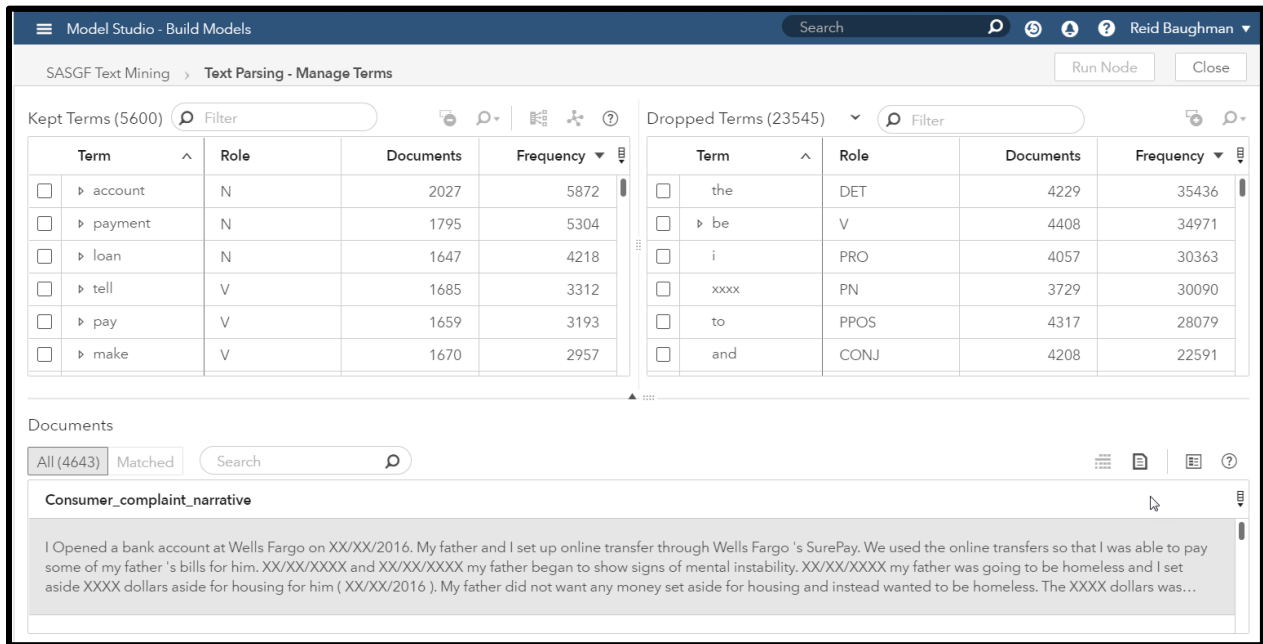 Model Studio - Build Models Search Reid Baughman
SASGF Text Mining > Text Parsing - Manage Terms Run Node Close
Kept Terms (5600) Filter Dropped Terms (23545) Filter
Term Role Documents Frequency Term Role Documents Frequency
account N 2027 5872 the DET 4229 35436
payment N 1795 5304 be V 4408 34971
loan N 1647 4218 i PRO 4057 30363
tell V 1685 3312 xxxx PN 3729 30090
pay V 1659 3193 to PPOS 4317 28079
make V 1670 2957 and CONJ 4208 22591
Documents
All (4643) Matched Search
Consumer_complaint_narrative
I Opened a bank account at Wells Fargo on XX/XX/2016. My father and I set up online transfer through Wells Fargo 's SurePay. We used the online transfers so that I was able to pay
some of my father 's bills for him. XX/XX/XXXX and XX/XX/XXXX my father began to show signs of mental instability. XX/XX/XXXX my father was going to be homeless and I set
aside XXXX dollars aside for housing for him ( XX/XX/2016 ). My father did not want any money set aside for housing and instead wanted to be homeless. The XXXX dollars was...